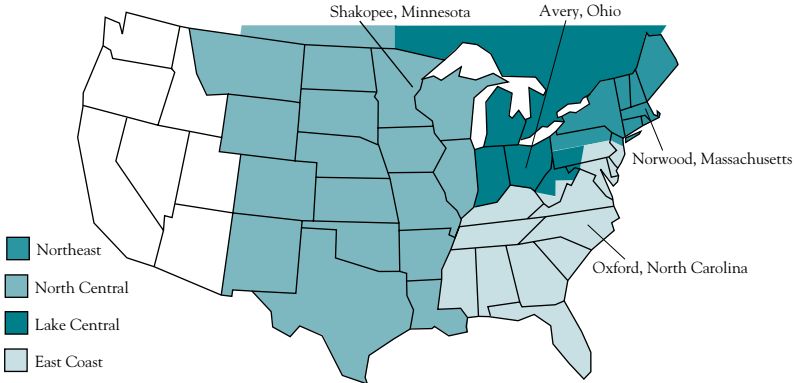 Shakopee, Minnesota
Avery, Ohio
Norwood, Massachusetts
Oxford, North Carolina
Northeast
North Central
Lake Central
East Coast